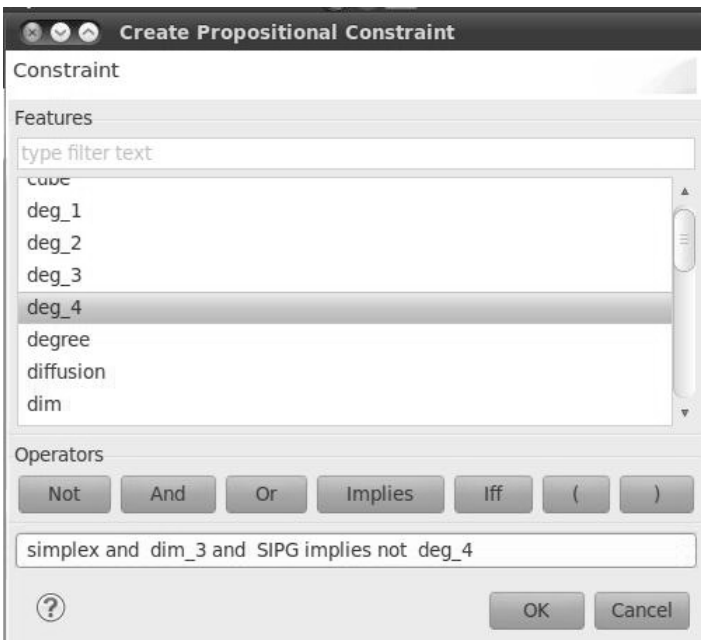 Create Propositional Constraint
Constraint
Features
type filter text
cube
deg_1
deg_2
deg_3
deg_4
degree
diffusion
dim
Operators
Not And Or Implies Iff ( )
simplex and dim_3 and SIPG implies not deg_4
? OK Cancel